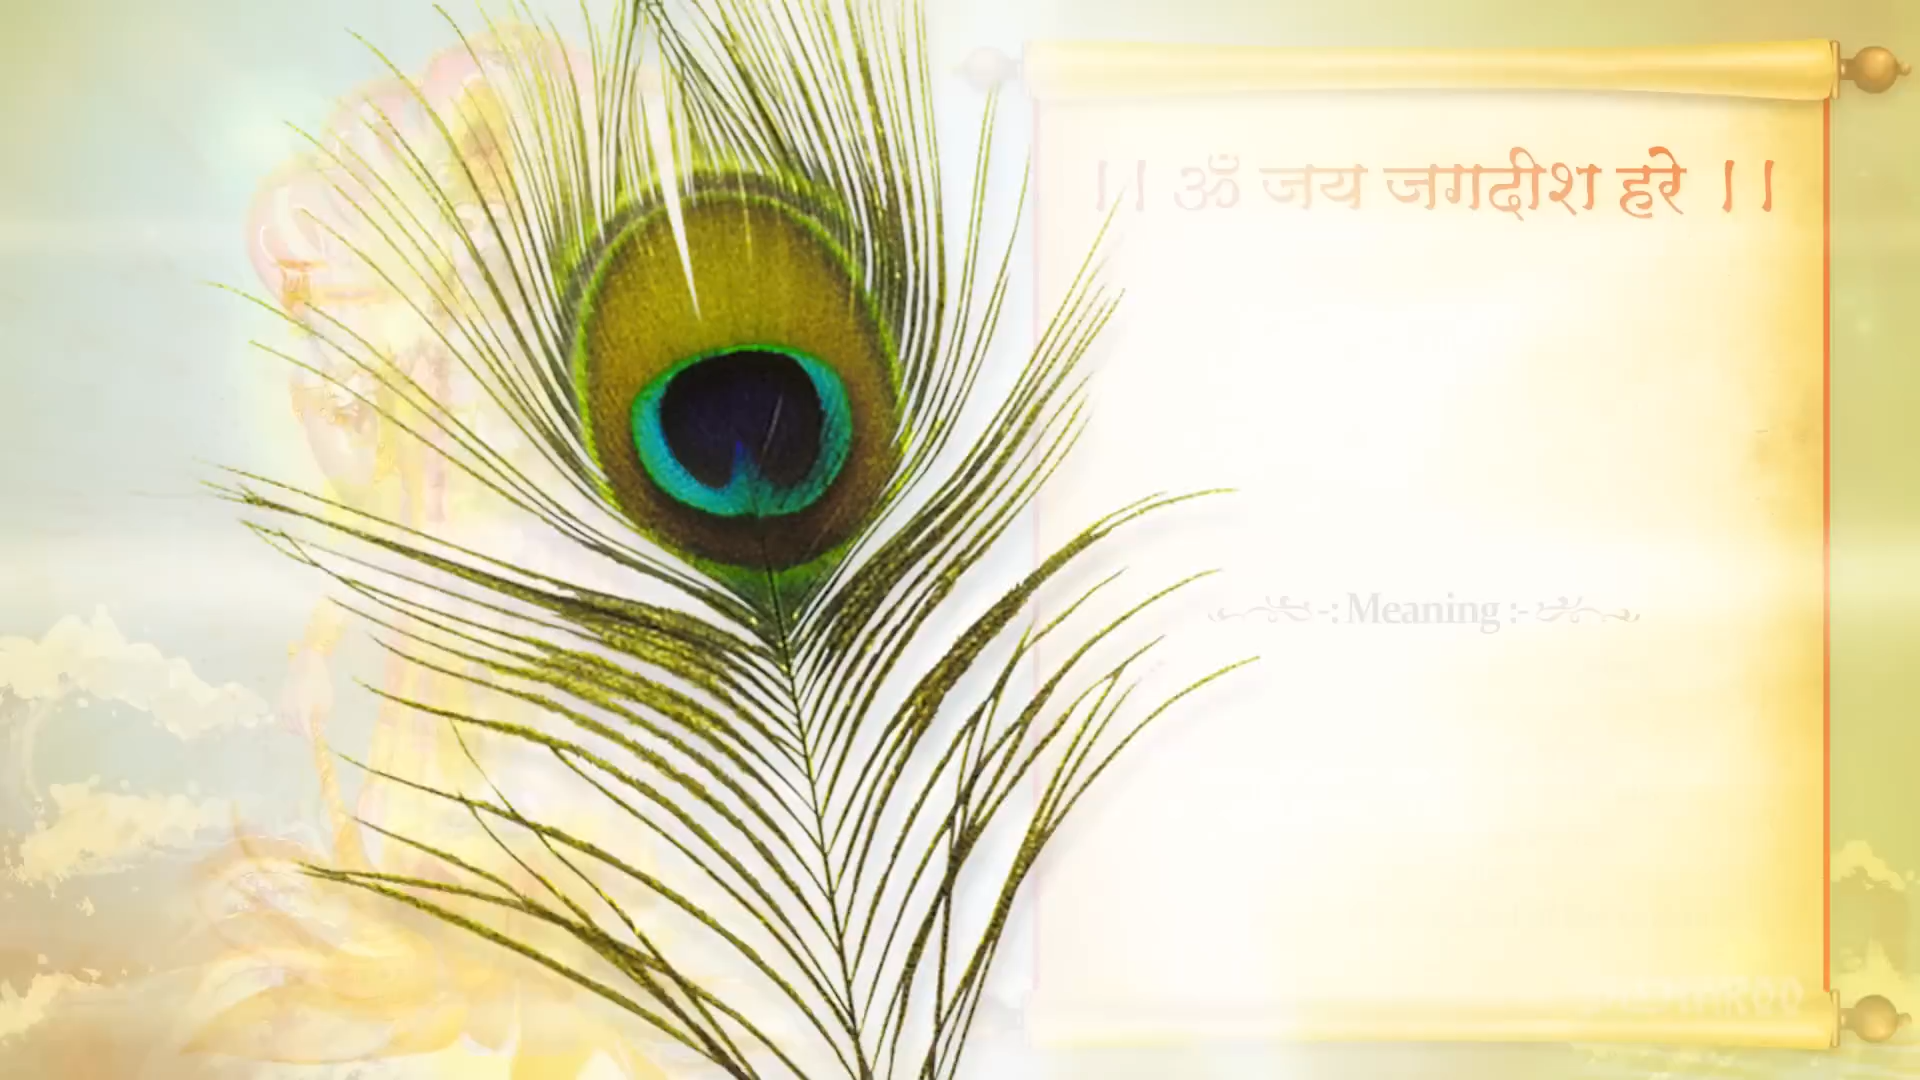 ।। ॐ जय जगदीश हरे ।।
-: Meaning :-